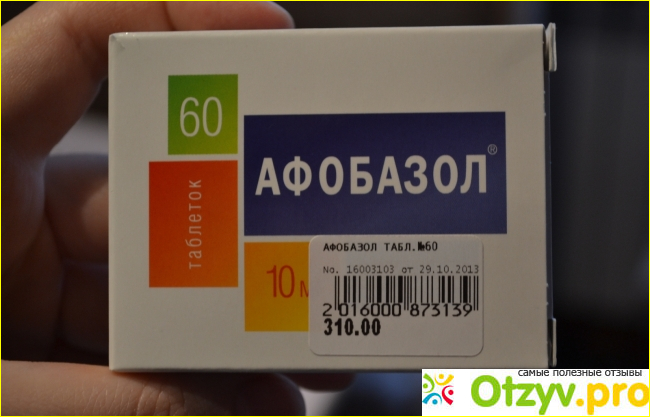 60
таблеток
АФОБАЗОЛ®
10 м
АФОБАЗОЛ ТАБЛ.№60
No. 16003103 от 29.10.2013
2 016000 873139
310.00
самые полезные отзывы
Otzyv.pro